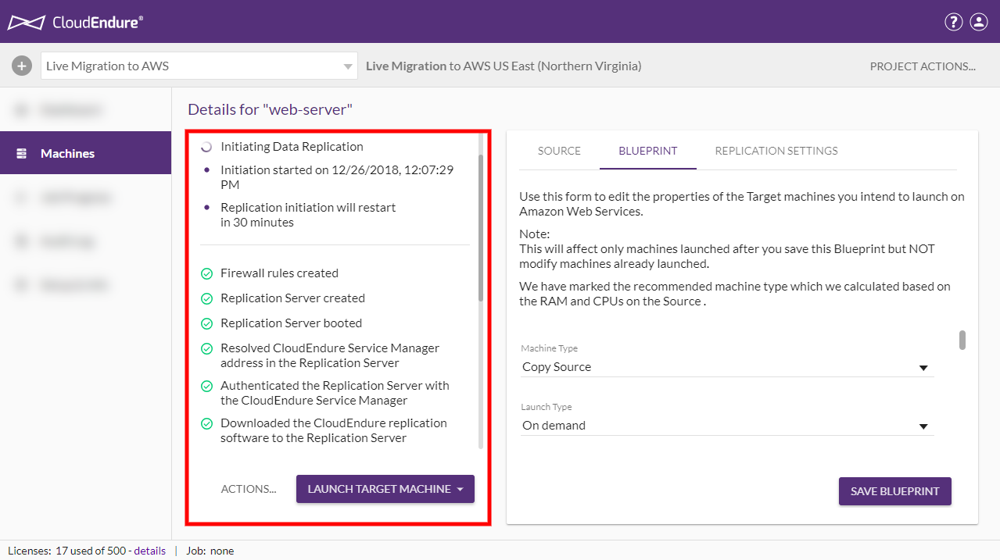 CloudEndure®
?
Live Migration to AWS
Live Migration to AWS US East (Northern Virginia)
PROJECT ACTIONS...
Machines
Details for "web-server"
Initiating Data Replication
• Initiation started on 12/26/2018, 12:07:29
PM
• Replication initiation will restart
in 30 minutes
Firewall rules created
Replication Server created
Replication Server booted
Resolved CloudEndure Service Manager
address in the Replication Server
Authenticated the Replication Server with
the CloudEndure Service Manager
Downloaded the CloudEndure replication
software to the Replication Server
ACTIONS...
LAUNCH TARGET MACHINE
SOURCE
BLUEPRINT
REPLICATION SETTINGS
Use this form to edit the properties of the Target machines you intend to launch on
Amazon Web Services.
Note:
This will affect only machines launched after you save this Blueprint but NOT
modify machines already launched.
We have marked the recommended machine type which we calculated based on
the RAM and CPUs on the Source .
Machine Type
Copy Source
Launch Type
On demand
SAVE BLUEPRINT
Licenses: 17 used of 500 - details | Job: none